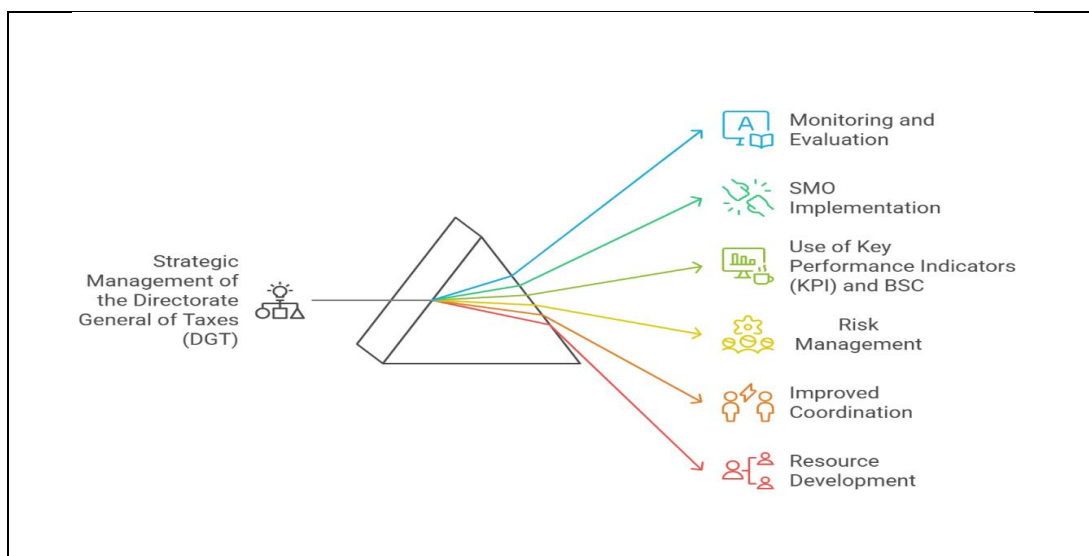 Strategic
Management of
the Directorate
General of Taxes
(DGT)
A
Monitoring and
Evaluation
SMO
Implementation
Use of Key
Performance Indicators
(KPI) and BSC
Risk
Management
Improved
Coordination
Resource
Development